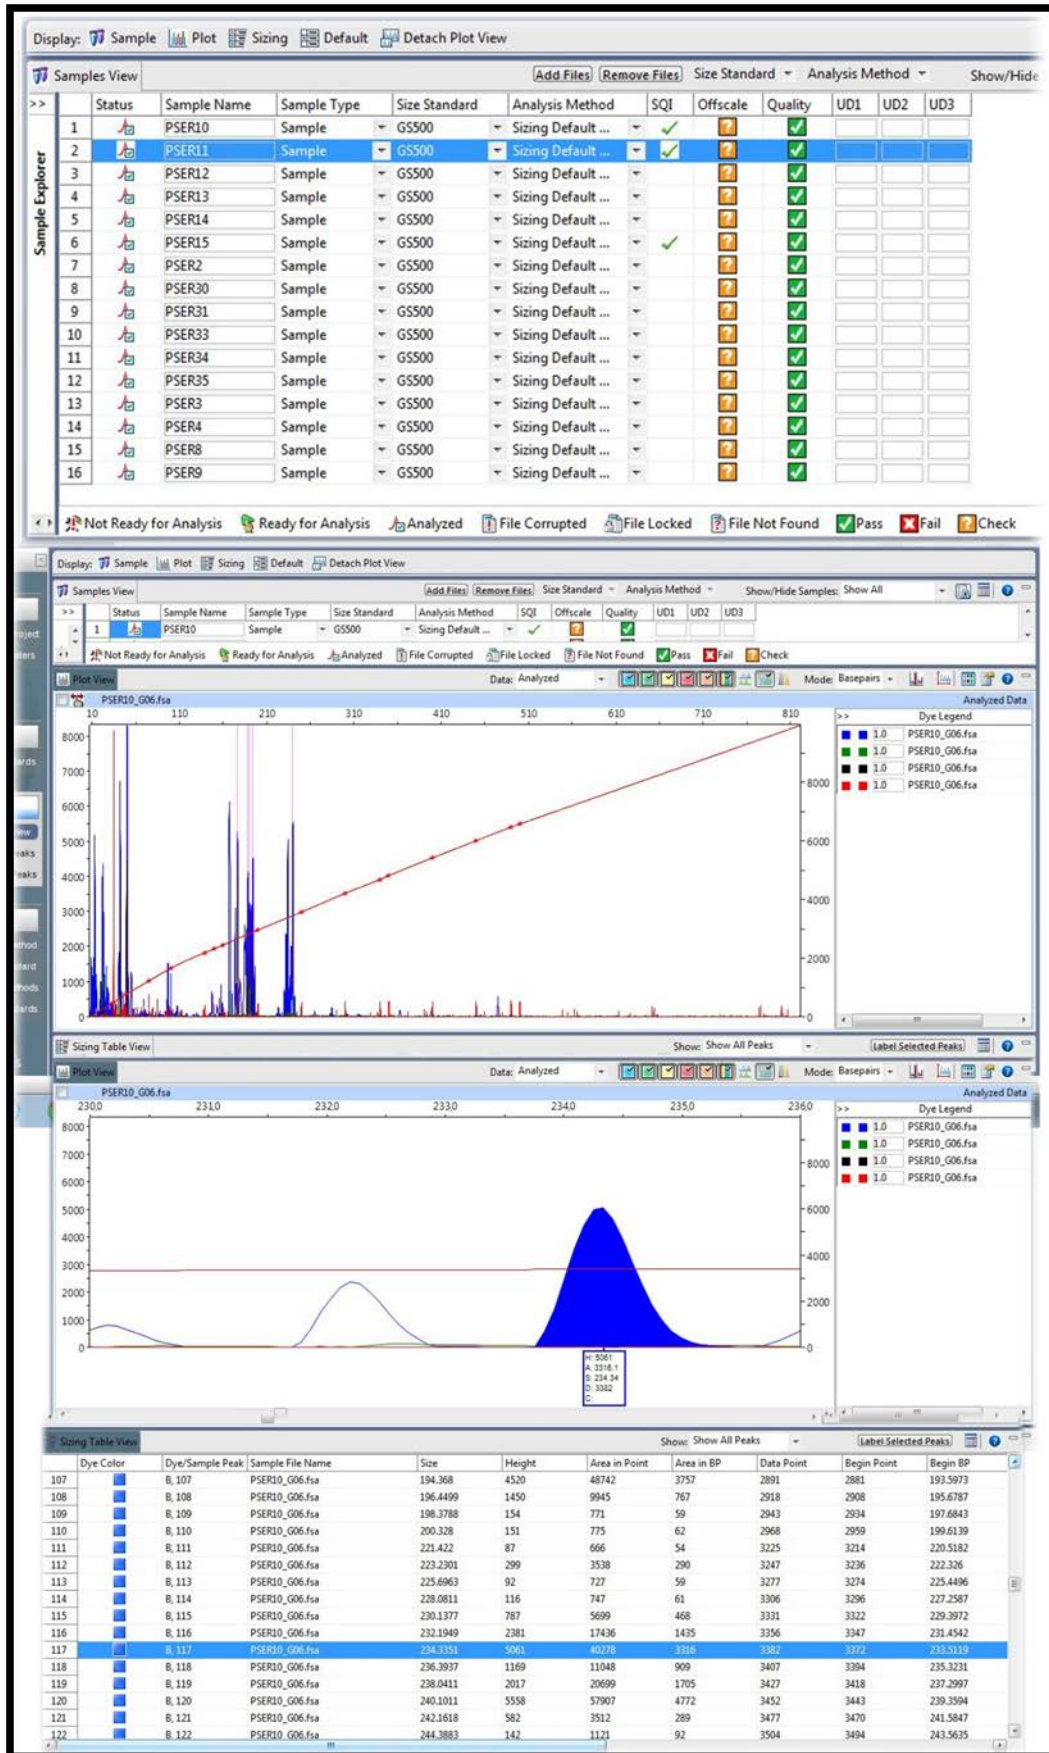 Display: Sample Plot Sizing Default Detach Plot View
Samples View Add Files Remove Files Size Standard Analysis Method Show/Hide
>> Status Sample Name Sample Type Size Standard Analysis Method SQI Offscale Quality UD1 UD2 UD3
Sample Explorer
1 PSER10 Sample GS500 Sizing Default ...
2 PSER11 Sample GS500 Sizing Default ...
3 PSER12 Sample GS500 Sizing Default ...
4 PSER13 Sample GS500 Sizing Default ...
5 PSER14 Sample GS500 Sizing Default ...
6 PSER15 Sample GS500 Sizing Default ...
7 PSER2 Sample GS500 Sizing Default ...
8 PSER30 Sample GS500 Sizing Default ...
9 PSER31 Sample GS500 Sizing Default ...
10 PSER33 Sample GS500 Sizing Default ...
11 PSER34 Sample GS500 Sizing Default ...
12 PSER35 Sample GS500 Sizing Default ...
13 PSER3 Sample GS500 Sizing Default ...
14 PSER4 Sample GS500 Sizing Default ...
15 PSER8 Sample GS500 Sizing Default ...
16 PSER9 Sample GS500 Sizing Default ...
Not Ready for Analysis Ready for Analysis Analyzed File Corrupted File Locked File Not Found Pass Fail Check
Display: Sample Plot Sizing Default Detach Plot View
Samples View Add Files Remove Files Size Standard Analysis Method Show/Hide Samples: Show All
>> Status Sample Name Sample Type Size Standard Analysis Method SQI Offscale Quality UD1 UD2 UD3
1 PSER10 Sample GS500 Sizing Default ...
Not Ready for Analysis Ready for Analysis Analyzed File Corrupted File Locked File Not Found Pass Fail Check
Plot View Data: Analyzed Mode: Basepairs
PSER10_G06.fsa Analyzed Data
10 110 210 310 410 510 610 710 810
>> Dye Legend
1.0 PSER10_G06.fsa
1.0 PSER10_G06.fsa
1.0 PSER10_G06.fsa
1.0 PSER10_G06.fsa
8000
7000
6000
5000
4000
3000
2000
1000
0
8000
6000
4000
2000
0
Sizing Table View Show: Show All Peaks Label Selected Peaks
Plot View Data: Analyzed Mode: Basepairs
PSER10_G06.fsa Analyzed Data
230,0 231,0 232,0 233,0 234,0 235,0 236,0
>> Dye Legend
1.0 PSER10_G06.fsa
1.0 PSER10_G06.fsa
1.0 PSER10_G06.fsa
1.0 PSER10_G06.fsa
8000
7000
6000
5000
4000
3000
2000
1000
0
8000
6000
4000
2000
0
H: 5061
A: 3316.1
S: 234.34
D: 3382
C:
Sizing Table View Show: Show All Peaks Label Selected Peaks
Dye Color Dye/Sample Peak Sample File Name Size Height Area in Point Area in BP Data Point Begin Point Begin BP
107 B, 107 PSER10_G06.fsa 194.368 4520 48742 3757 2891 2881 193.5973
108 B, 108 PSER10_G06.fsa 196.4499 1450 9945 767 2918 2908 195.6787
109 B, 109 PSER10_G06.fsa 198.3788 154 771 59 2943 2934 197.6843
110 B, 110 PSER10_G06.fsa 200.328 151 775 62 2968 2959 199.6139
111 B, 111 PSER10_G06.fsa 221.422 87 666 54 3225 3214 220.5182
112 B, 112 PSER10_G06.fsa 223.2301 299 3538 290 3247 3236 222.326
113 B, 113 PSER10_G06.fsa 225.6963 92 727 59 3277 3274 225.4496
114 B, 114 PSER10_G06.fsa 228.0811 116 747 61 3306 3296 227.2587
115 B, 115 PSER10_G06.fsa 230.1377 787 5699 468 3331 3322 229.3972
116 B, 116 PSER10_G06.fsa 232.1949 2381 17436 1435 3356 3347 231.4542
117 B, 117 PSER10_G06.fsa 234.3351 5061 40278 3316 3382 3372 233.5119
118 B, 118 PSER10_G06.fsa 236.3937 1169 11048 909 3407 3394 235.3231
119 B, 119 PSER10_G06.fsa 238.0411 2017 20699 1705 3427 3418 237.2997
120 B, 120 PSER10_G06.fsa 240.1011 5558 57907 4772 3452 3443 239.3594
121 B, 121 PSER10_G06.fsa 242.1618 582 3512 289 3477 3470 241.5847
122 B, 122 PSER10_G06.fsa 244.3883 142 1121 92 3504 3494 243.5635